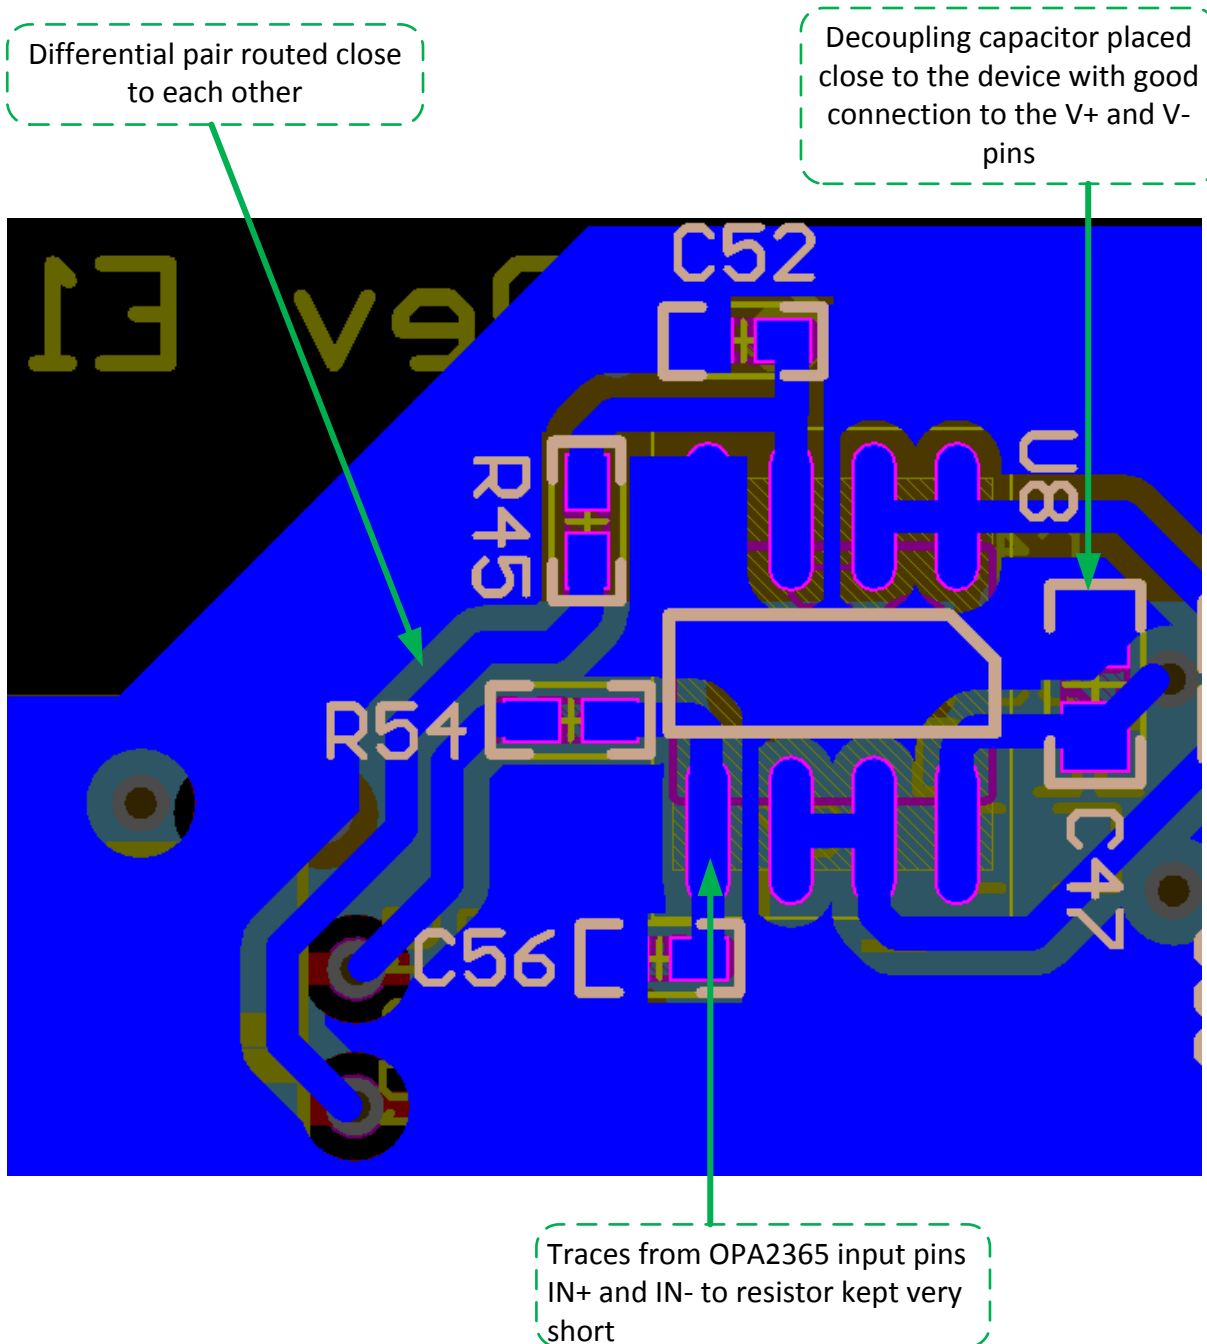 Differential pair routed close
to each other
Decoupling capacitor placed
close to the device with good
connection to the V+ and V-
pins
C52
R45
U8
R54
C47
C56
Traces from OPA2365 input pins
IN+ and IN- to resistor kept very
short